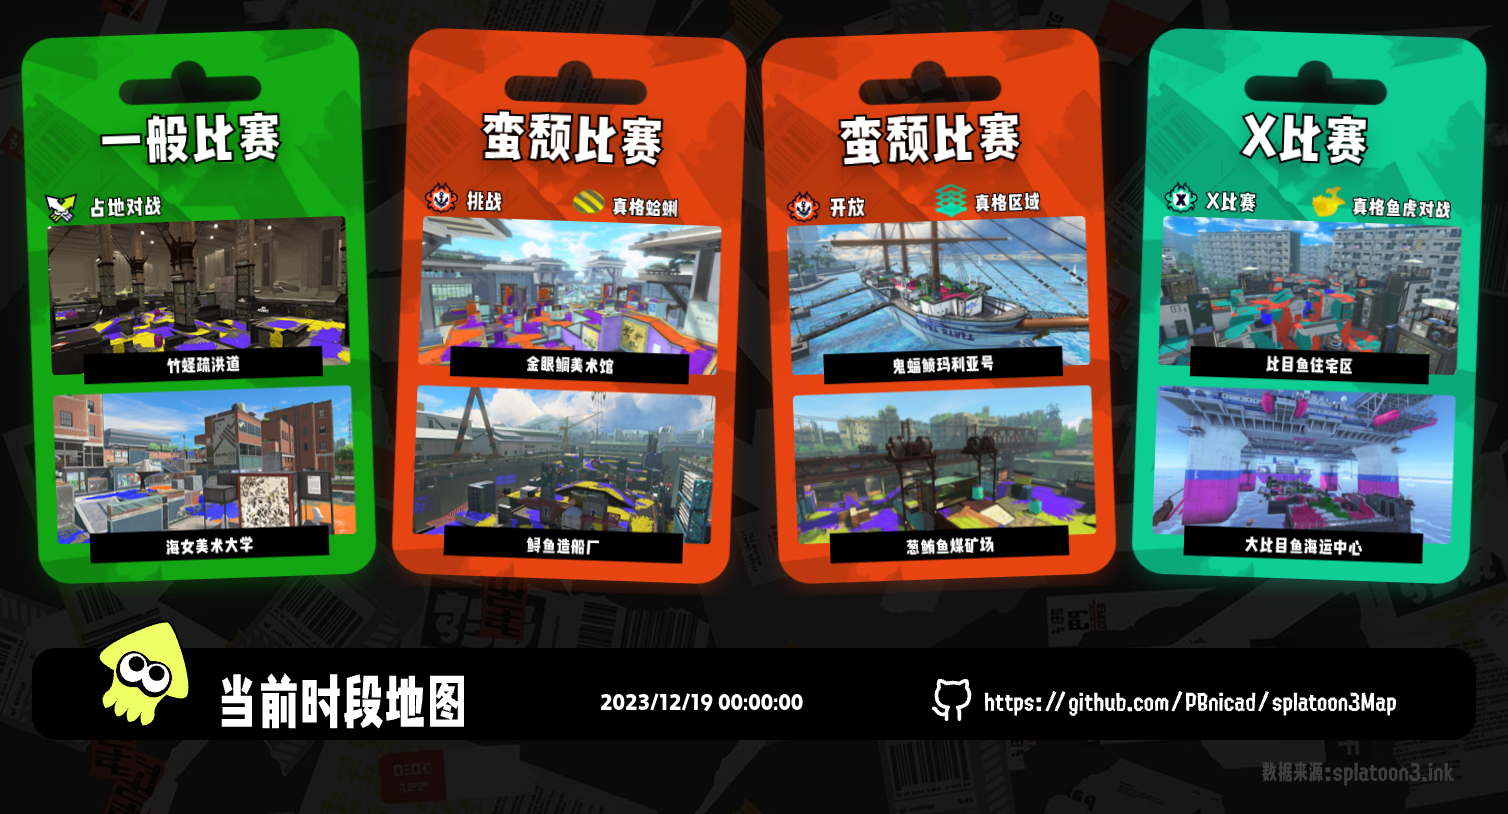 一般比赛
占地对战
竹蛏疏洪道
海女美术大学
蛮颓比赛
挑战
真格蛤蜊
金眼鲷美术馆
鲟鱼造船厂
蛮颓比赛
开放
真格区域
鬼蝠鲼玛利亚号
葱鲔鱼煤矿场
X比赛
X比赛
真格鱼虎对战
比目鱼住宅区
大比目鱼海运中心
当前时段地图
2023/12/19 00:00:00
https://github.com/PBnicad/splatoon3Map
数据来源:splatoon3.ink